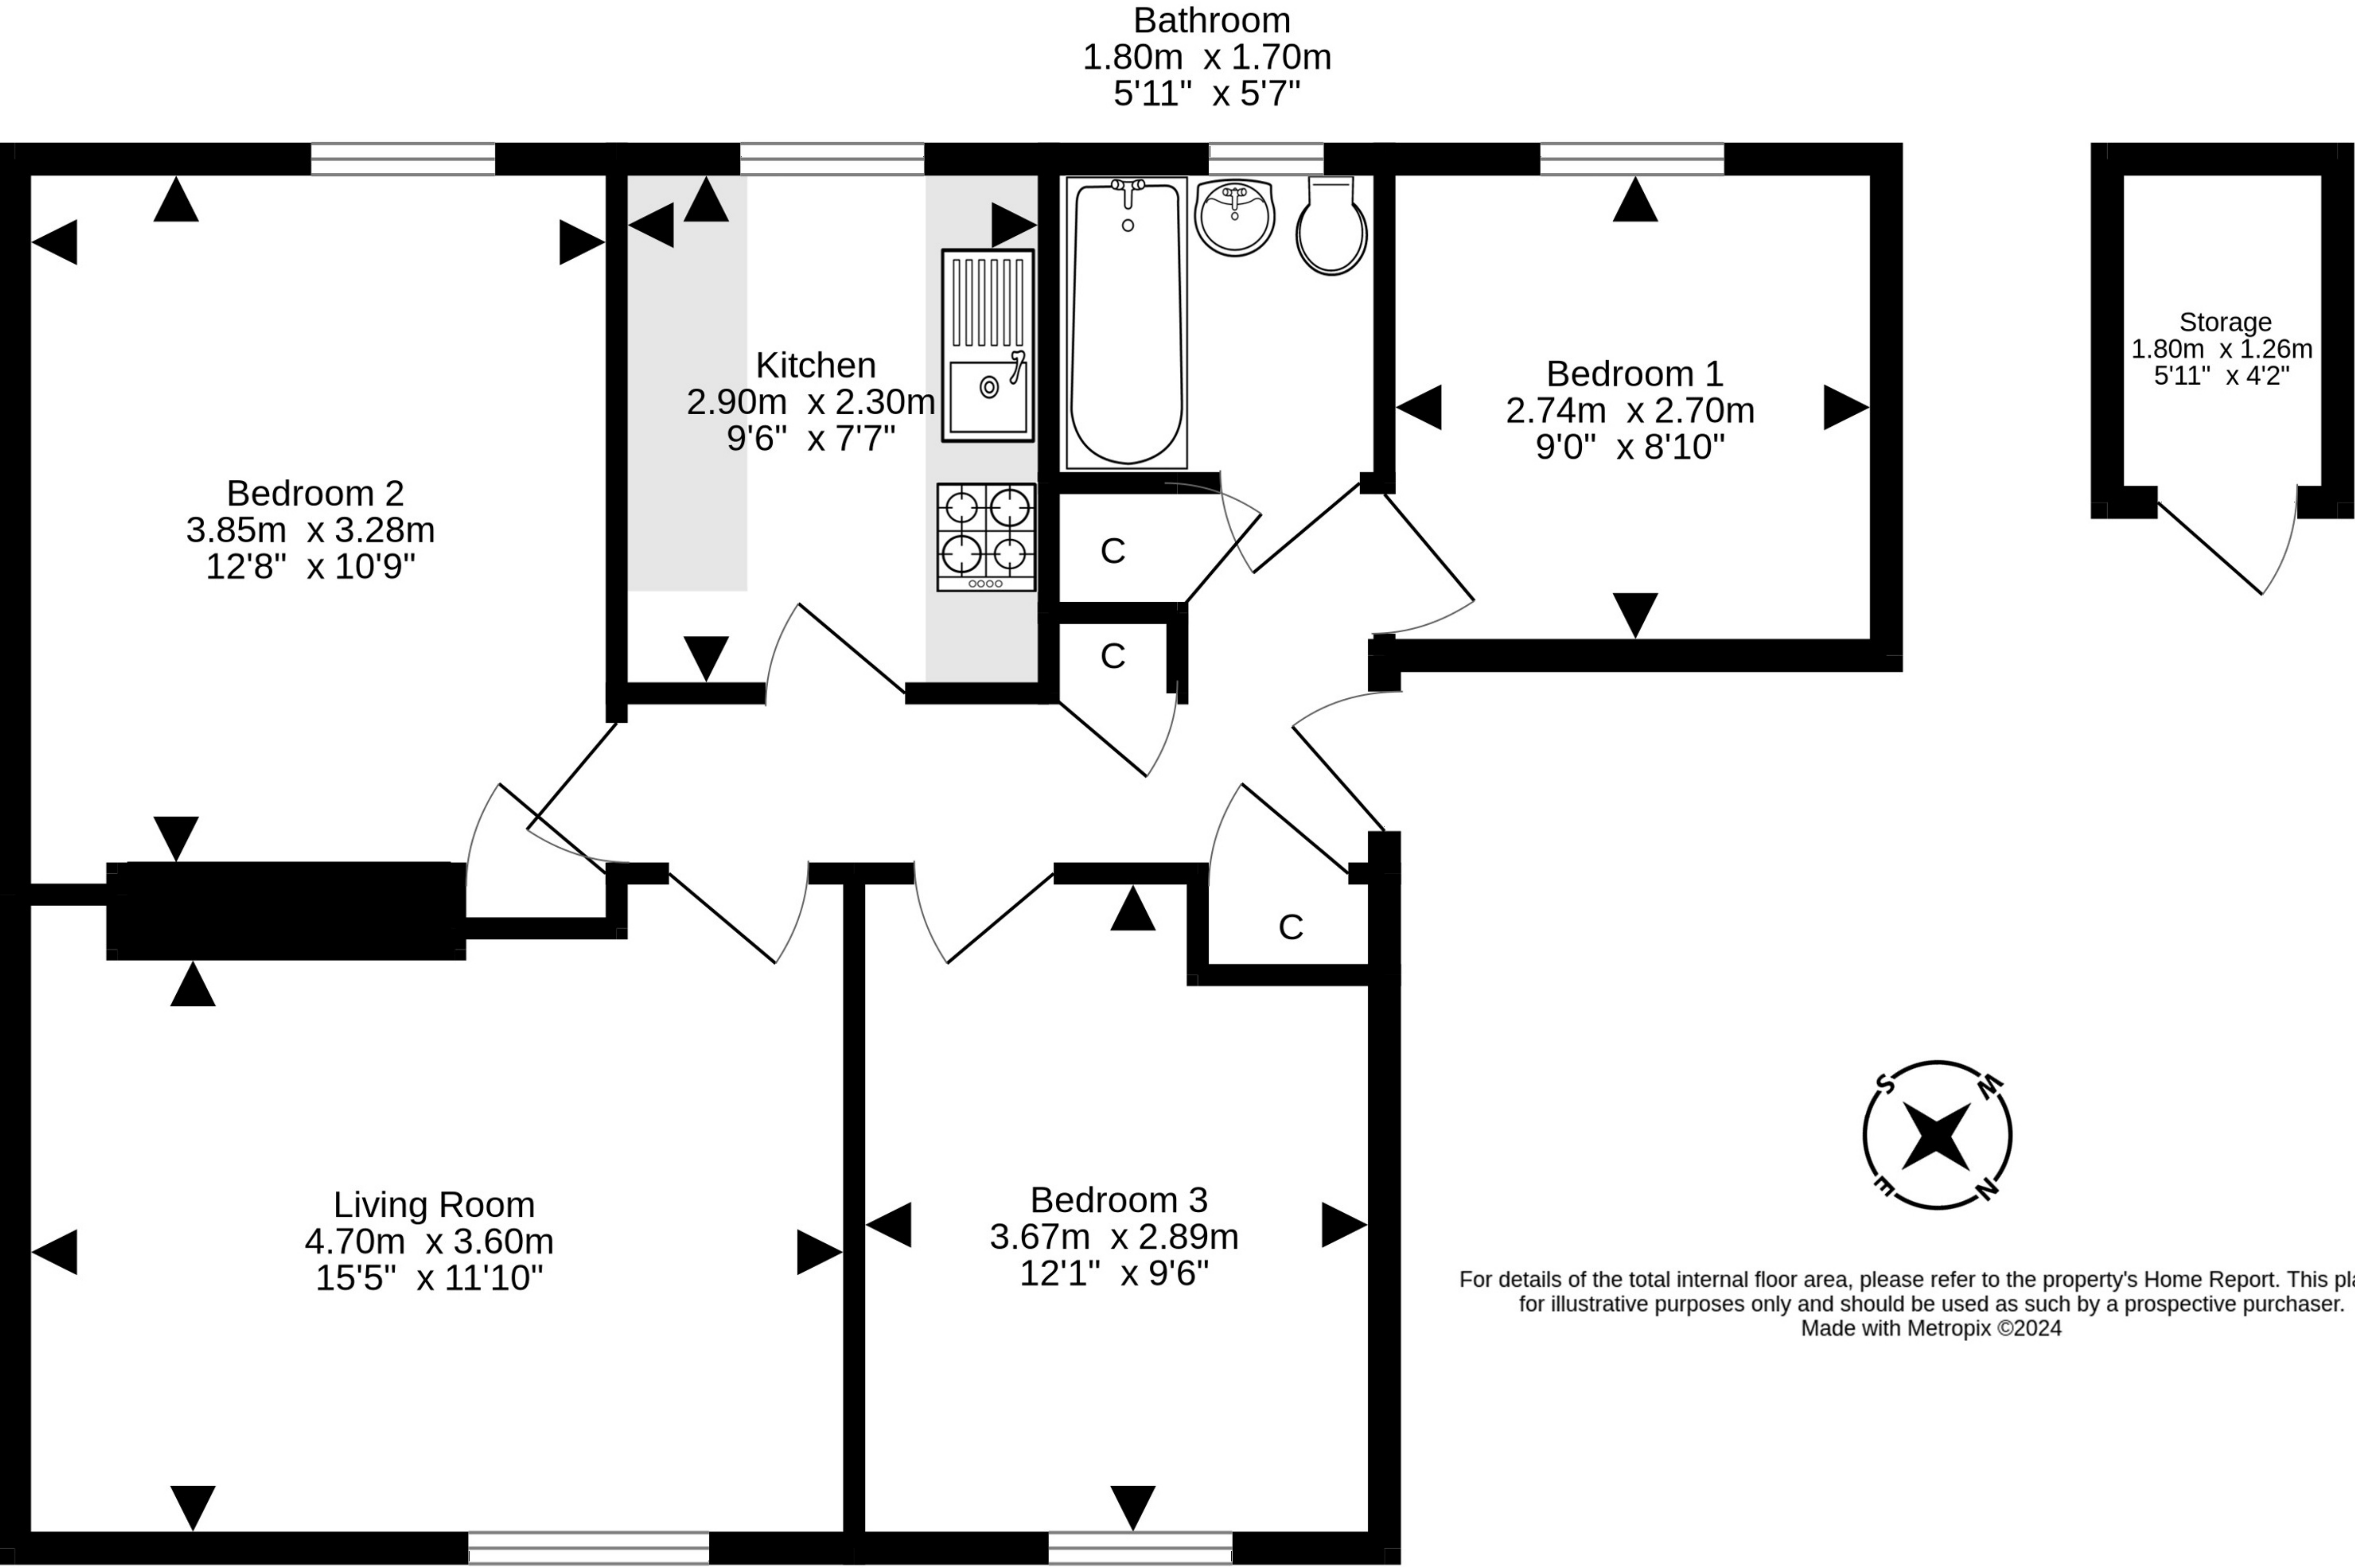 Bathroom
1.80m x 1.70m
5'11" x 5'7"
Kitchen
2.90m x 2.30m
9'6" x 7'7"
Bedroom 1
2.74m x 2.70m
9'0" x 8'10"
Storage
1.80m x 1.26m
5'11" x 4'2"
Bedroom 2
3.85m x 3.28m
12'8" x 10'9"
C
C
C
Living Room
4.70m x 3.60m
15'5" x 11'10"
Bedroom 3
3.67m x 2.89m
12'1" x 9'6"
S
W
E
N
For details of the total internal floor area, please refer to the property's Home Report. This
for illustrative purposes only and should be used as such by a prospective purchaser.
Made with Metropix ©2024